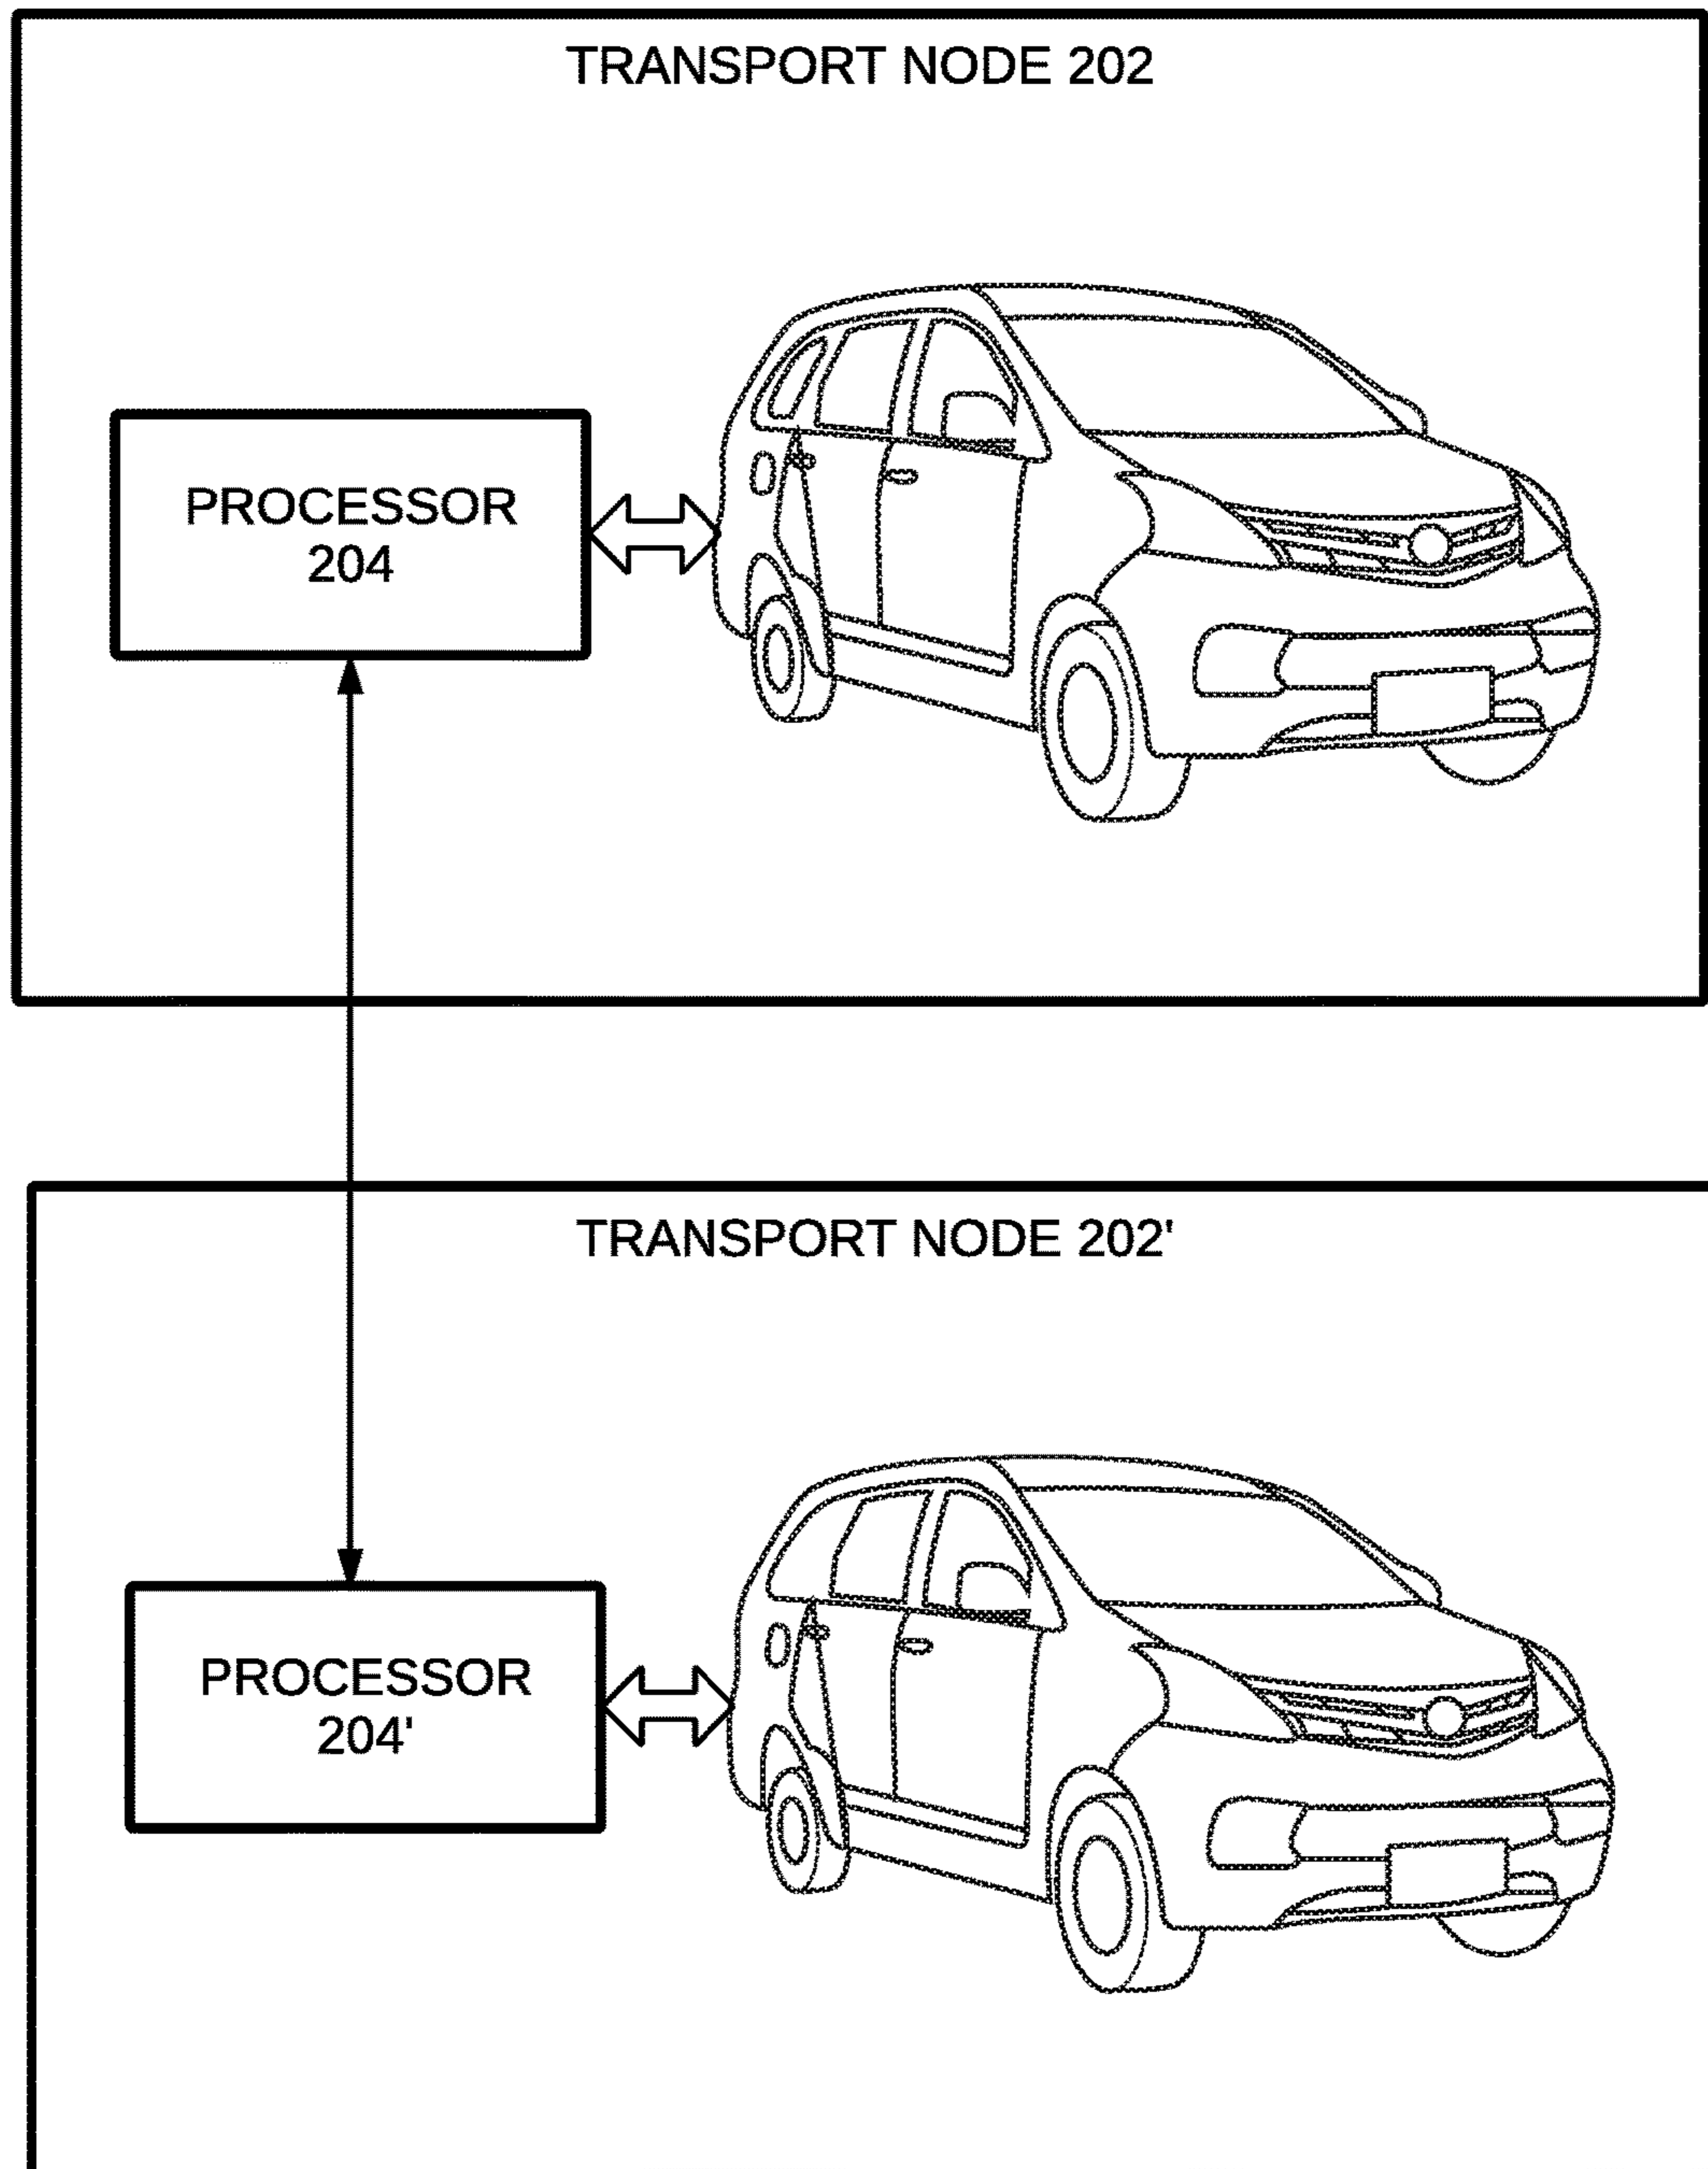 TRANSPORT NODE 202
PROCESSOR
204
TRANSPORT NODE 202'
PROCESSOR
204'